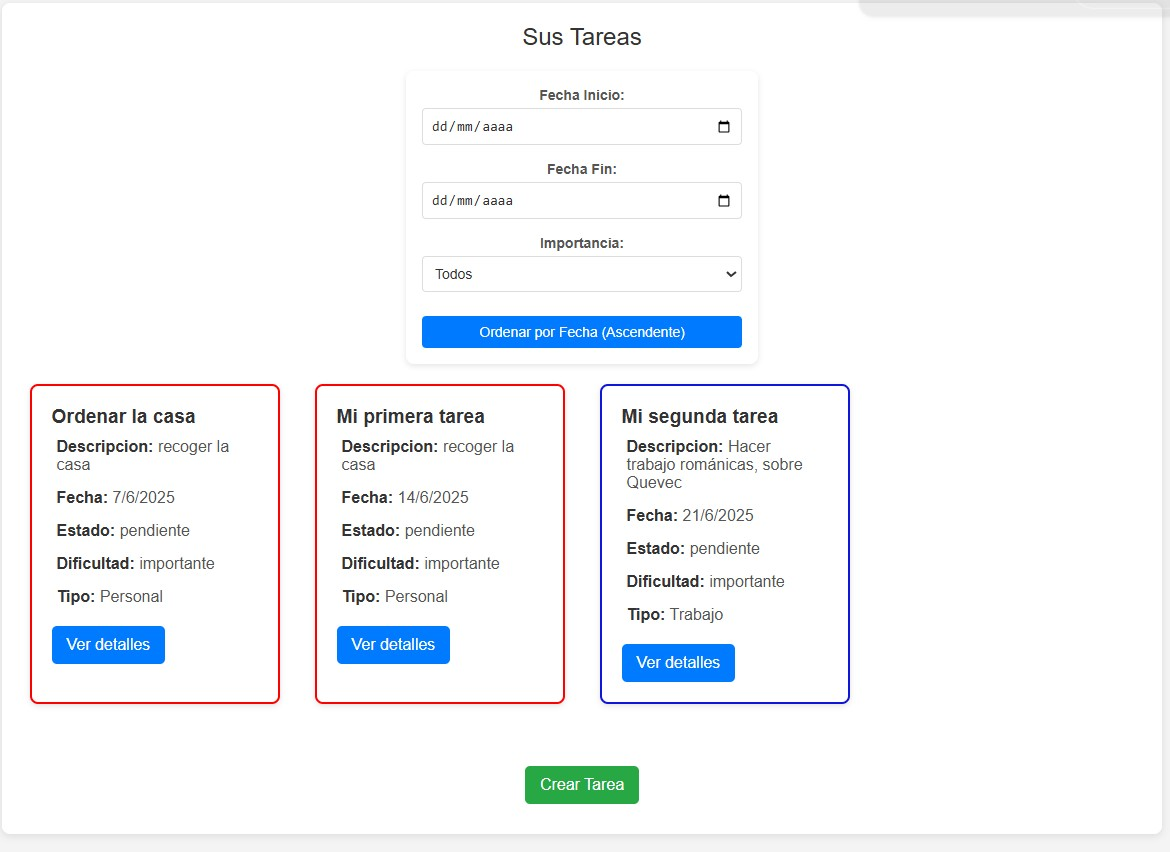 Sus Tareas
Fecha Inicio:
dd/mm/aaaa
Fecha Fin:
dd/mm/aaaa
Importancia:
Todos
Ordenar por Fecha (Ascendente)
Ordenar la casa
Descripcion: recoger la
casa
Fecha: 7/6/2025
Estado: pendiente
Dificultad: importante
Tipo: Personal
Ver detalles
Mi primera tarea
Descripcion: recoger la
casa
Fecha: 14/6/2025
Estado: pendiente
Dificultad: importante
Tipo: Personal
Ver detalles
Mi segunda tarea
Descripcion: Hacer
trabajo románicas, sobre
Quevec
Fecha: 21/6/2025
Estado: pendiente
Dificultad: importante
Tipo: Trabajo
Ver detalles
Crear Tarea